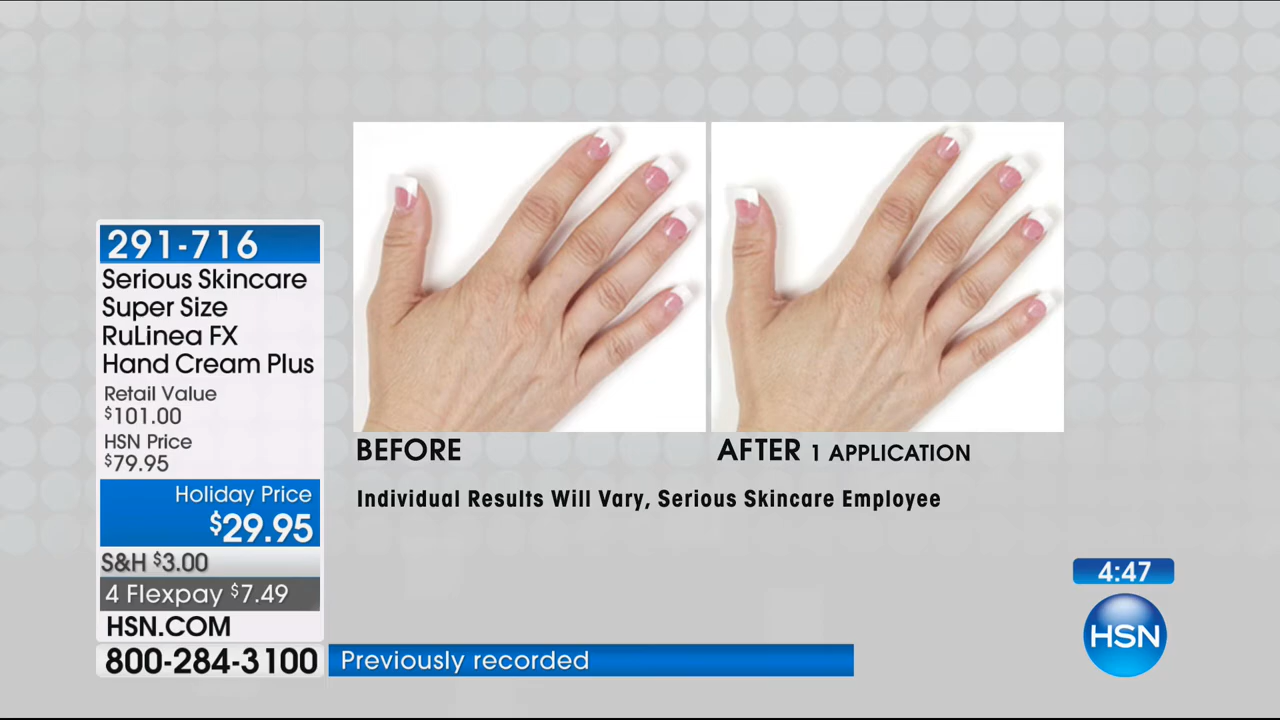 291-716
Serious Skincare
Super Size
RuLinea FX
Hand Cream Plus
Retail Value
$101.00
HSN Price
$79.95
Holiday Price
$29.95
S&H $3.00
4 Flexpay $7.49
HSN.COM
800-284-3100
BEFORE
AFTER 1 APPLICATION
Individual Results Will Vary, Serious Skincare Employee
Previously recorded
4:47
HSN